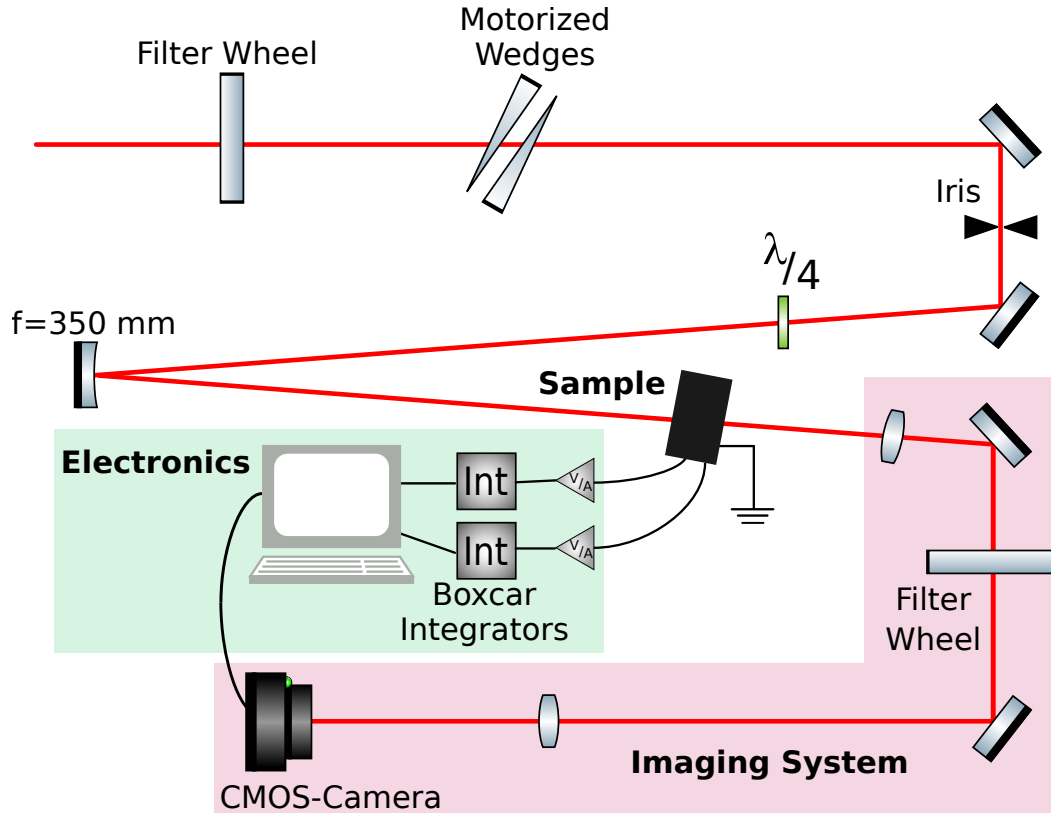 Motorized
Wedges
Filter Wheel
Iris
λ/4
f=350 mm
Sample
Electronics
Int
V/A
Int
V/A
Boxcar
Integrators
Filter
Wheel
Imaging System
CMOS-Camera